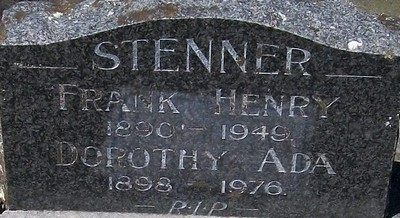 STENNER
FRANK HENRY
1890 - 1949.
DOROTHY ADA
1898 - 1976.
R.I.P